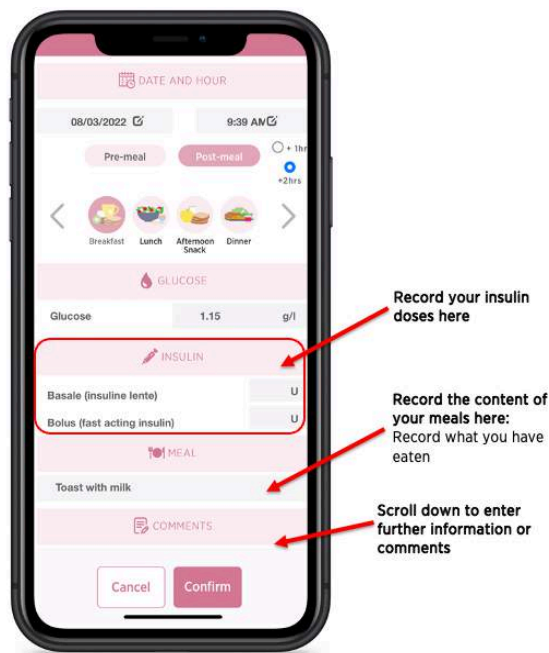 DATE AND HOUR
08/03/2022
9:39 AM
Pre-meal
Post-meal
+ 1hr
+2hrs
Breakfast
Lunch
Afternoon
Snack
Dinner
GLUCOSE
Glucose
1.15
g/l
INSULIN
Basale (insuline lente)
U
Bolus (fast acting insulin)
U
MEAL
Toast with milk
COMMENTS
Cancel
Confirm
Record your insulin
doses here
Record the content of
your meals here:
Record what you have
eaten
Scroll down to enter
further information or
comments